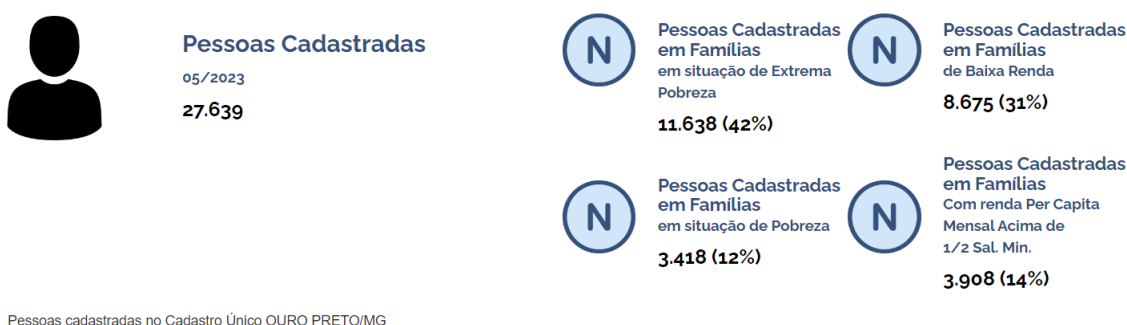 Pessoas Cadastradas
05/2023
27.639
N
Pessoas Cadastradas
em Famílias
em situação de Extrema
Pobreza
11.638 (42%)
N
Pessoas Cadastradas
em Famílias
de Baixa Renda
8.675 (31%)
N
Pessoas Cadastradas
em Famílias
em situação de Pobreza
3.418 (12%)
N
Pessoas Cadastradas
em Famílias
Com renda Per Capita
Mensal Acima de
1/2 Sal. Min.
3.908 (14%)
Pessoas cadastradas no Cadastro Único OURO PRETO/MG